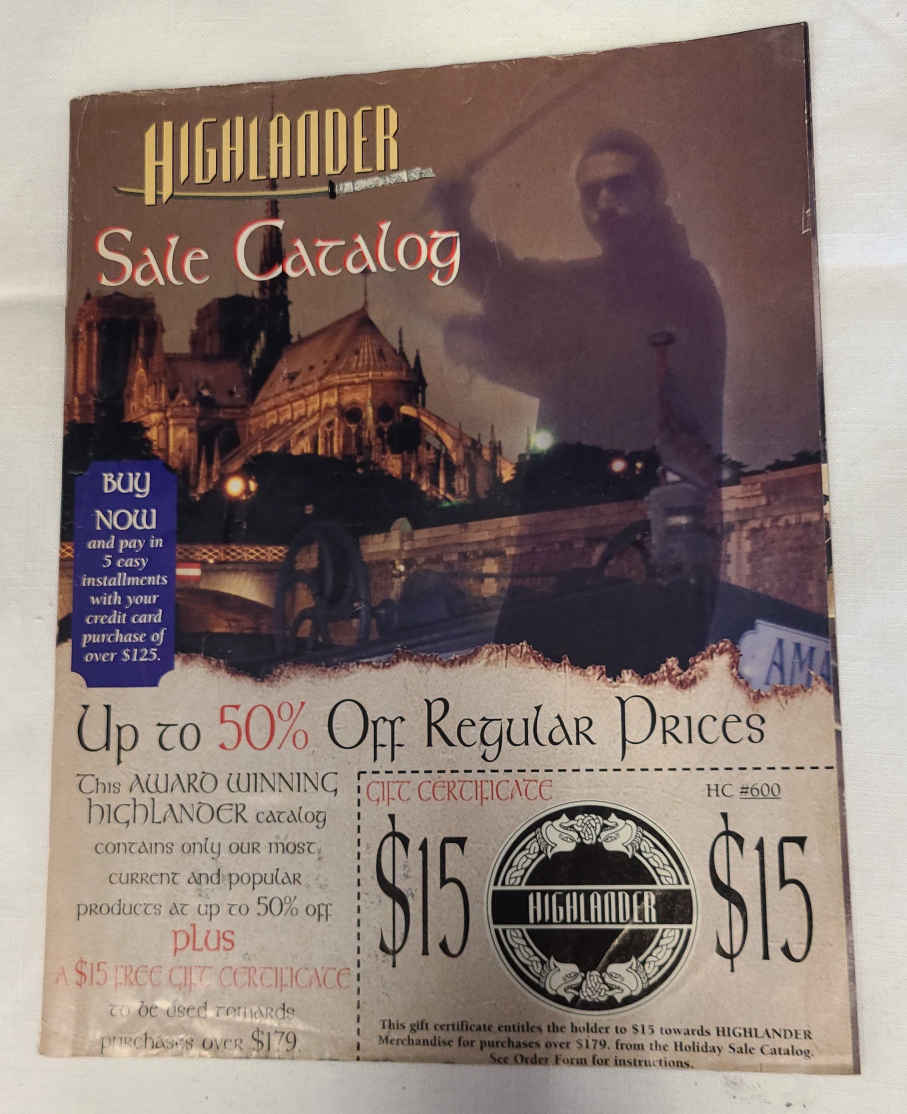 HIGHLANDER
Sale Catalog
BUY
NOW
and pay in
5 easy
installments
with your
credit card
purchase of
over $125.
AMA
Up to 50% Off Regular Prices
This AWARD WINNING
HIGHLANDER catalog
contains only our most
current and popular
products at up to 50% off
plus
A $15 FREE GIFT CERTIFICATE
to be used towards
purchases over $179.
GIFT CERTIFICATE
HC #600
$15
HIGHLANDER
$15
This gift certificate entitles the holder to $15 towards HIGHLANDER
Merchandise for purchases over $179. from the Holiday Sale Catalog.
See Order Form for instructions.